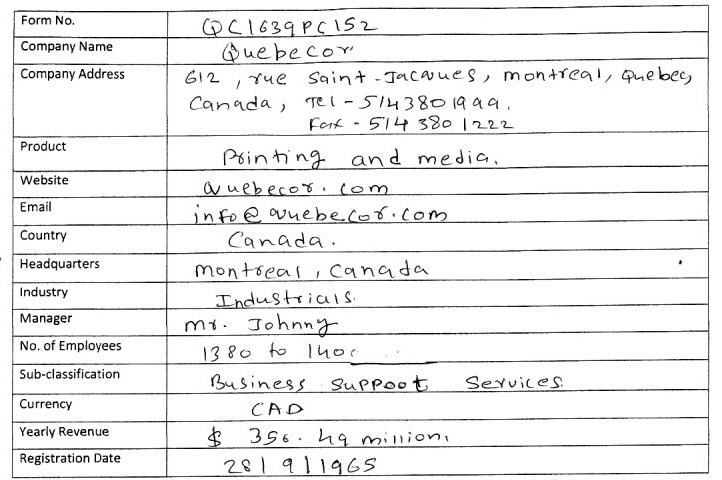 Form No. QC1639PC152
Company Name Quebecor
Company Address 612, rue Saint-Jacques, montreal, Quebec,
Canada, Tel - 5143801999.
Fax - 514 380 1222
Product Printing and media.
Website quebecor.com
Email info@quebecor.com
Country Canada.
Headquarters montreal, Canada
Industry Industrials.
Manager mr. Johnny
No. of Employees 1380 to
Sub-classification Business Support Services
Currency CAD
Yearly Revenue $ 356.49 million.
Registration Date 28/9/1965